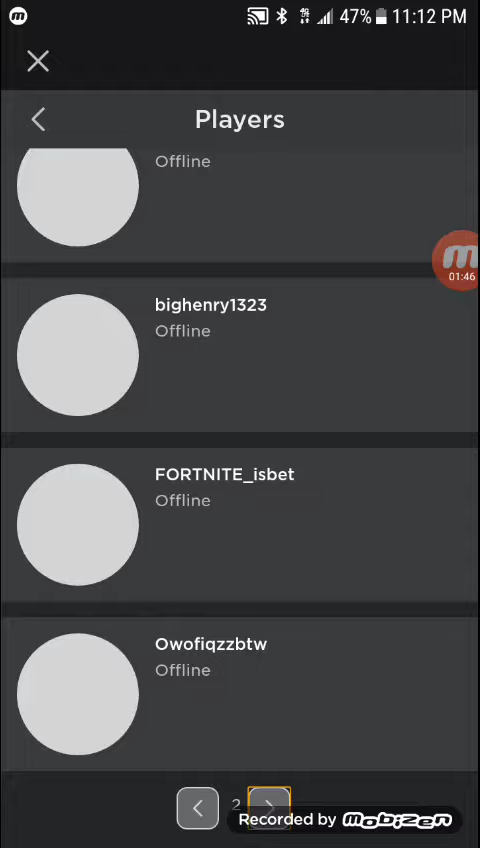 47% 11:12 PM
Players
Offline
01:46
bighenry1323
Offline
FORTNITE_isbet
Offline
Owofiqzzbtw
Offline
2
Recorded by mobizen